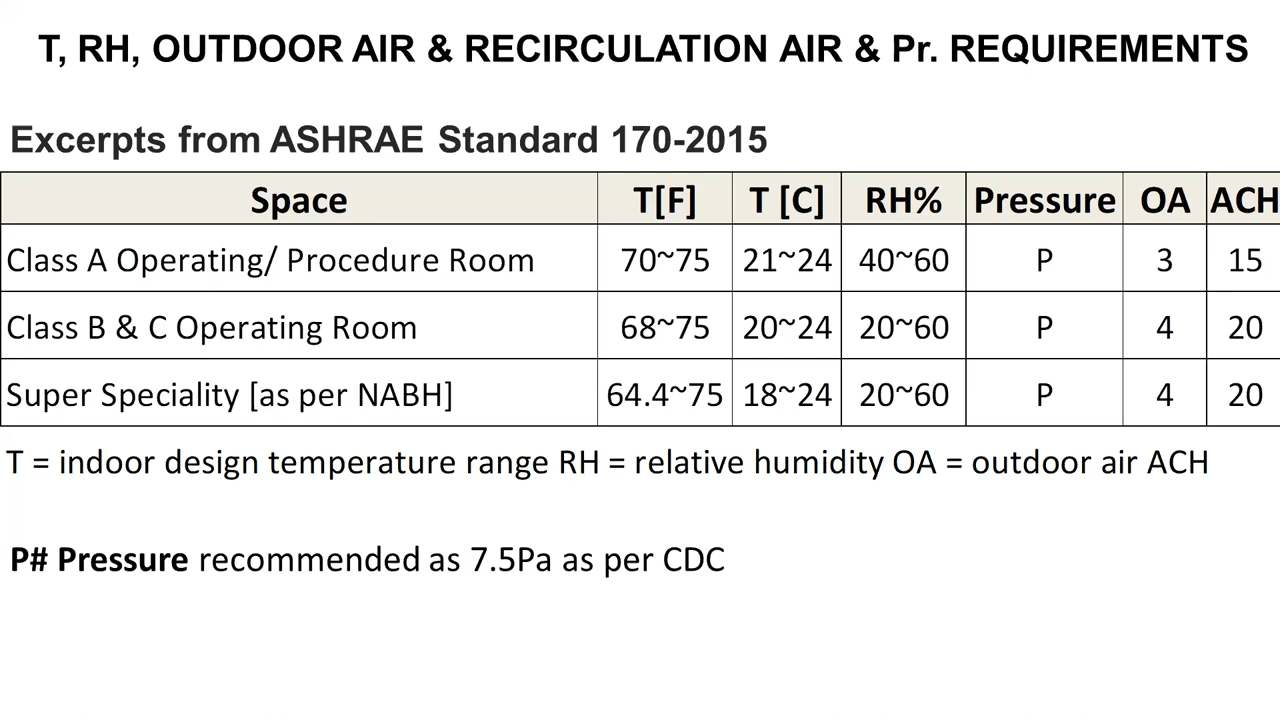 T, RH, OUTDOOR AIR & RECIRCULATION AIR & Pr. REQUIREMENTS
Excerpts from ASHRAE Standard 170-2015
Space T[F] T [C] RH% Pressure OA ACH
Class A Operating/ Procedure Room 70~75 21~24 40~60 P 3 15
Class B & C Operating Room 68~75 20~24 20~60 P 4 20
Super Speciality [as per NABH] 64.4~75 18~24 20~60 P 4 20
T = indoor design temperature range RH = relative humidity OA = outdoor air ACH
P# Pressure recommended as 7.5Pa as per CDC